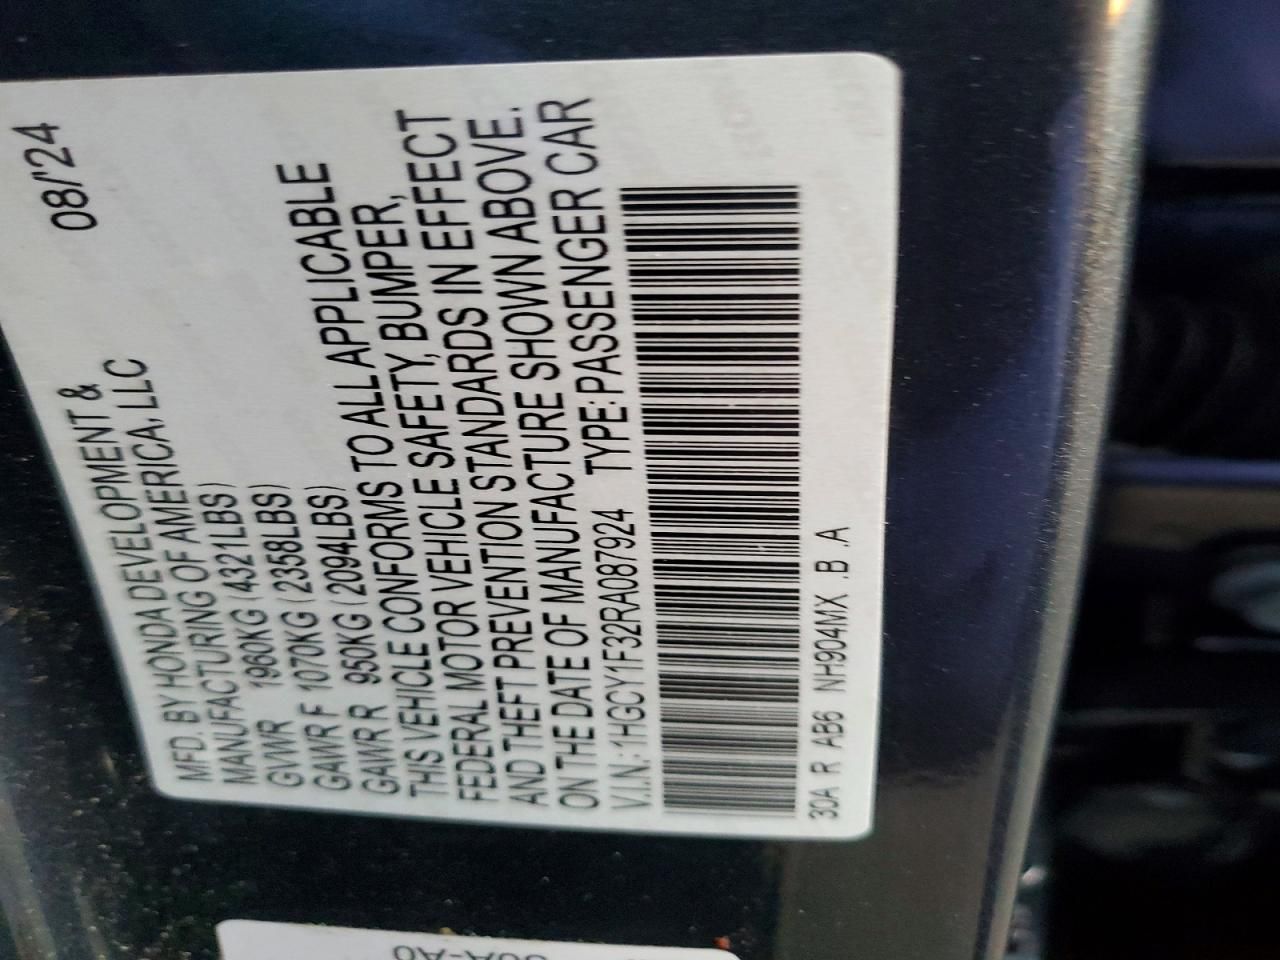 MFD. BY HONDA DEVELOPMENT & 08/'24
MANUFACTURING OF AMERICA, LLC
GVWR 1960KG (4321LBS)
GAWR F 1070KG (2358LBS)
GAWR R 950KG (2094LBS)
THIS VEHICLE CONFORMS TO ALL APPLICABLE
FEDERAL MOTOR VEHICLE SAFETY, BUMPER,
AND THEFT PREVENTION STANDARDS IN EFFECT
ON THE DATE OF MANUFACTURE SHOWN ABOVE.
V.I.N.: 1HGCY1F32RA087924 TYPE: PASSENGER CAR
30A R AB6 NH904MX .B .A